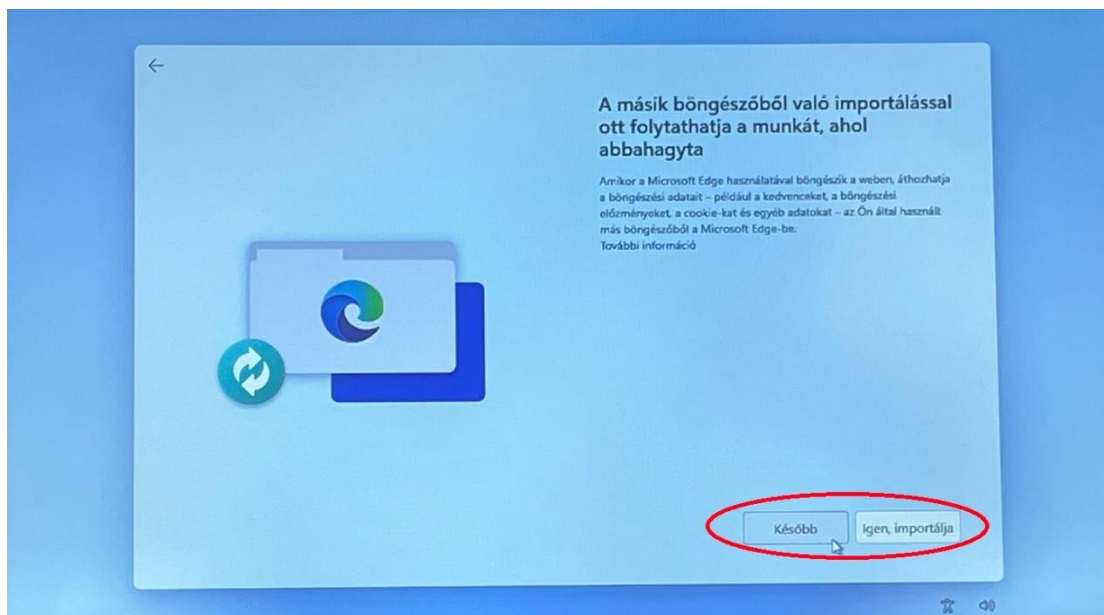 A másik böngészőből való importálással
ott folytathatja a munkát, ahol
abbahagyta
Amikor a Microsoft Edge használatával böngészik a weben, áthozhatja
a böngészési adatait – például a kedvenceket, a böngészési
előzményeket, a cookie-kat és egyéb adatokat – az Ön által használt
más böngészőből a Microsoft Edge-be.
További információ
Később
Igen, importálja